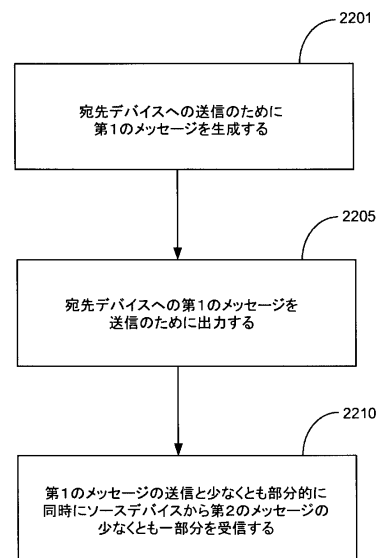 2201
宛先デバイスへの送信のために
第1のメッセージを生成する
2205
宛先デバイスへの第1のメッセージを
送信のために出力する
2210
第1のメッセージの送信と少なくとも部分的に
同時にソースデバイスから第2のメッセージの
少なくとも一部分を受信する